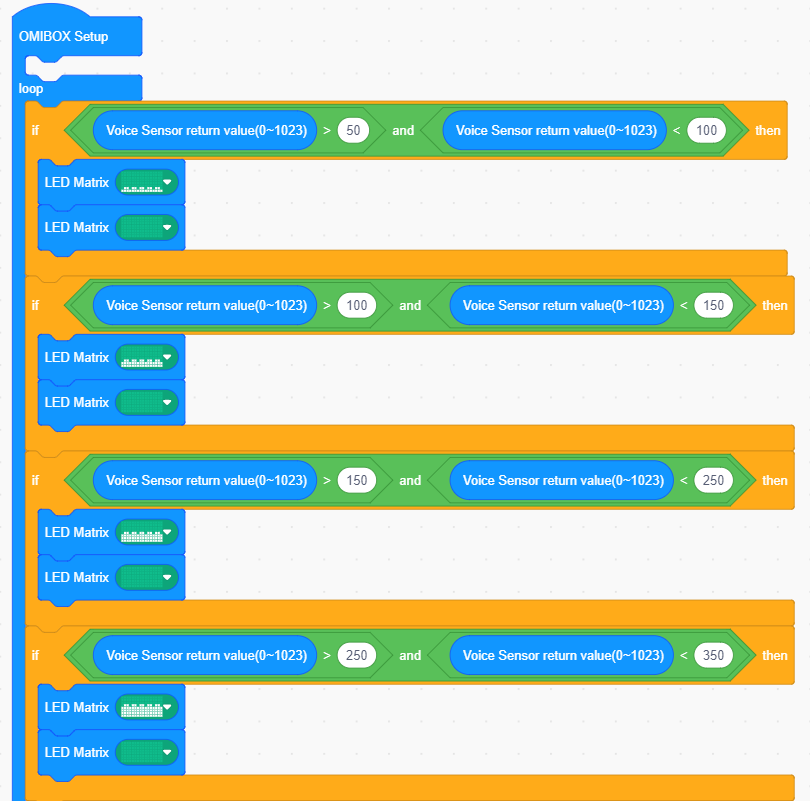 OMIBOX Setup
loop
if Voice Sensor return value(0~1023) > 50 and Voice Sensor return value(0~1023) < 100 then
LED Matrix
LED Matrix
if Voice Sensor return value(0~1023) > 100 and Voice Sensor return value(0~1023) < 150 then
LED Matrix
LED Matrix
if Voice Sensor return value(0~1023) > 150 and Voice Sensor return value(0~1023) < 250 then
LED Matrix
LED Matrix
if Voice Sensor return value(0~1023) > 250 and Voice Sensor return value(0~1023) < 350 then
LED Matrix
LED Matrix